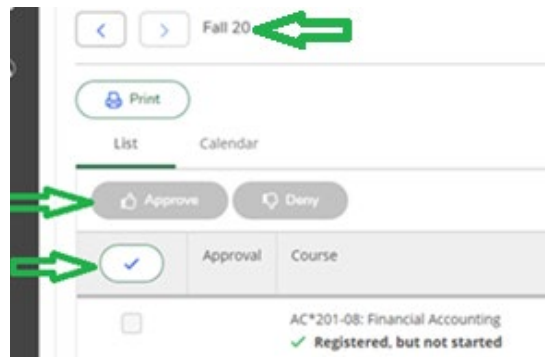 Fall 20
Print
List Calendar
Approve Deny
Approval Course
AC*201-08: Financial Accounting
Registered, but not started